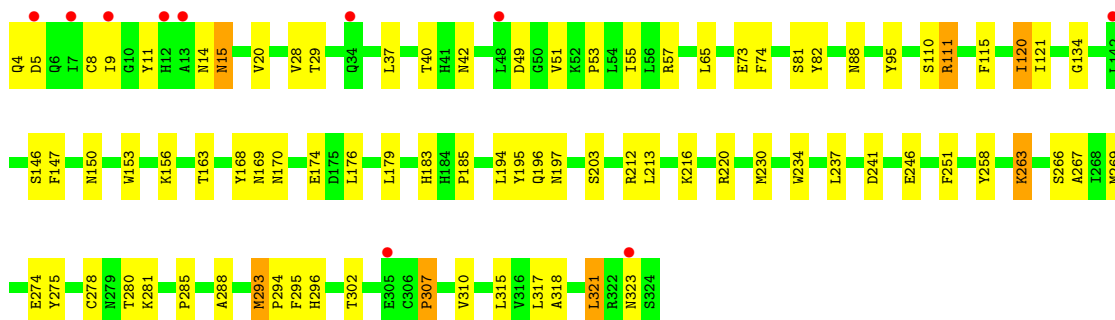 Q4 D5 Q6 I7 C8 I9 G10 Y11 H12 A13 N14 N15 V20 V28 T29 Q34 L37 T40 H41 N42 L48 D49 G50 V51 K52 P53 L54 I55 L56 R57 L65 E73 F74 S81 Y82 N88 Y95 S110 R111 F115 I120 I121 G134 L142
S146 F147 N150 W153 K156 T163 Y168 N169 N170 E174 D175 L176 L179 H183 H184 P185 L194 Y195 Q196 N197 S203 R212 L213 K216 R220 M230 W234 L237 D241 E246 F251 Y258 K263 S266 A267 I268 M269
E274 Y275 C278 N279 T280 K281 P285 A288 M293 P294 F295 H296 T302 E305 C306 P307 V310 L315 V316 L317 A318 L321 R322 N323 S324